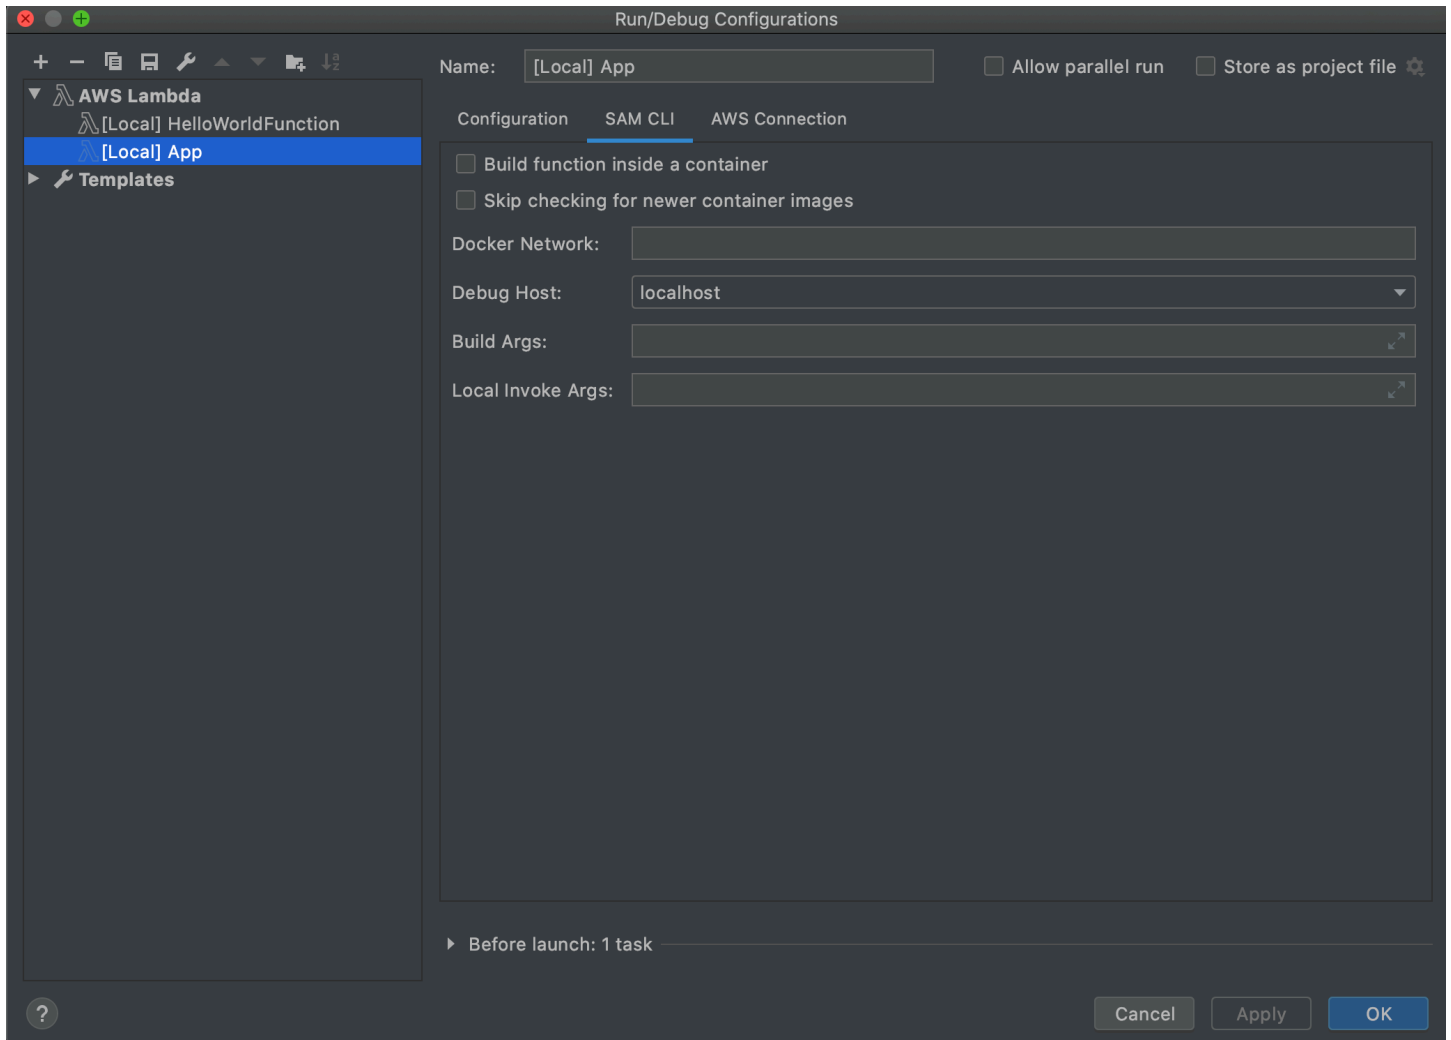 Run/Debug Configurations
Name: [Local] App Allow parallel run Store as project file
AWS Lambda
[Local] HelloWorldFunction
[Local] App
Templates
Configuration SAM CLI AWS Connection
Build function inside a container
Skip checking for newer container images
Docker Network:
Debug Host: localhost
Build Args:
Local Invoke Args:
Before launch: 1 task
? Cancel Apply OK